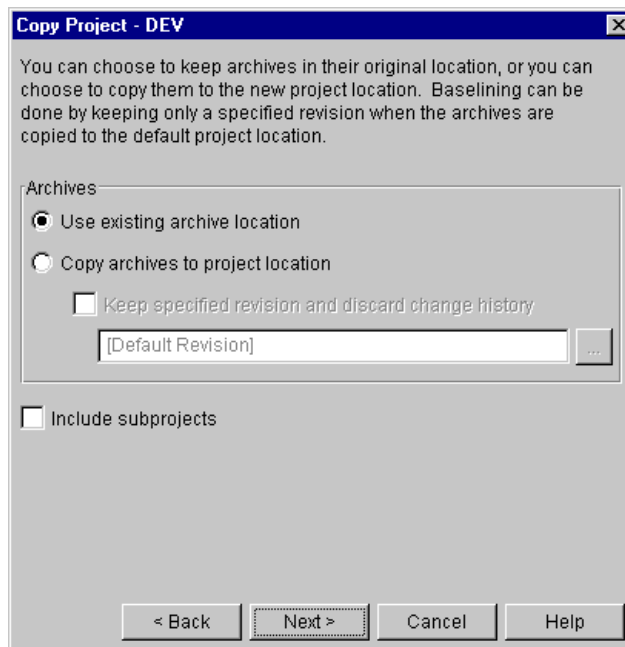 Copy Project - DEV
You can choose to keep archives in their original location, or you can
choose to copy them to the new project location. Baselining can be
done by keeping only a specified revision when the archives are
copied to the default project location.
Archives
Use existing archive location
Copy archives to project location
Keep specified revision and discard change history
[Default Revision]
...
Include subprojects
< Back
Next >
Cancel
Help